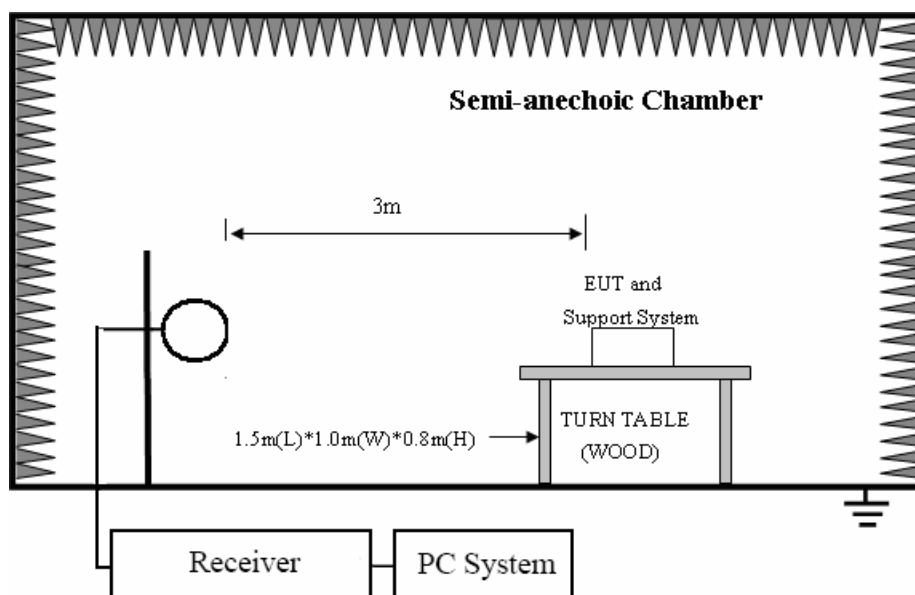 Semi-anechoic Chamber
3m
EUT and
Support System
1.5m(L)*1.0m(W)*0.8m(H)
TURN TABLE
(WOOD)
Receiver
PC System